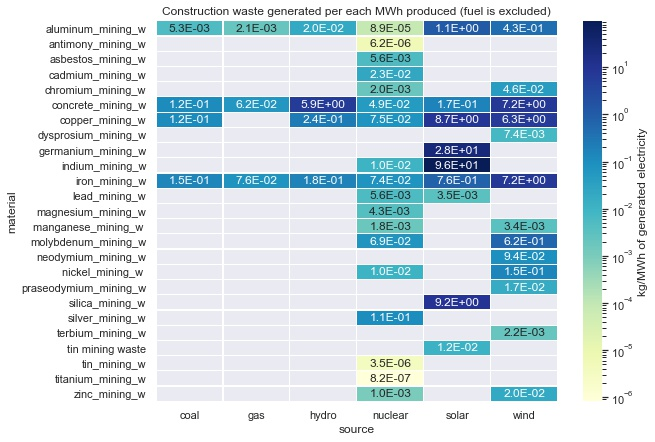 Construction waste generated per each MWh produced (fuel is excluded)
aluminum_mining_w 5.3E-03 2.1E-03 2.0E-02 8.9E-05 1.1E+00 4.3E-01
antimony_mining_w 6.2E-06
asbestos_mining_w 5.6E-03
cadmium_mining_w 2.3E-02
chromium_mining_w 2.0E-03 4.6E-02
concrete_mining_w 1.2E-01 6.2E-02 5.9E+00 4.9E-02 1.7E-01 7.2E+00
copper_mining_w 1.2E-01 2.4E-01 7.5E-02 8.7E+00 6.3E+00
dysprosium_mining_w 7.4E-03
germanium_mining_w 2.8E+01
indium_mining_w 1.0E-02 9.6E+01
iron_mining_w 1.5E-01 7.6E-02 1.8E-01 7.4E-02 7.6E-01 7.2E+00
lead_mining_w 5.6E-03 3.5E-03
magnesium_mining_w 4.3E-03
manganese_mining_w 1.8E-03 3.4E-03
molybdenum_mining_w 6.9E-02 6.2E-01
neodymium_mining_w 9.4E-02
nickel_mining_w 1.0E-02 1.5E-01
praseodymium_mining_w 1.7E-02
silica_mining_w 9.2E+00
silver_mining_w 1.1E-01
terbium_mining_w 2.2E-03
tin mining waste 1.2E-02
tin_mining_w 3.5E-06
titanium_mining_w 8.2E-07
zinc_mining_w 1.0E-03 2.0E-02
coal gas hydro nuclear solar wind
source
material
10^1
10^0
10^-1
10^-2
10^-3
10^-4
10^-5
10^-6
kg/MWh of generated electricity